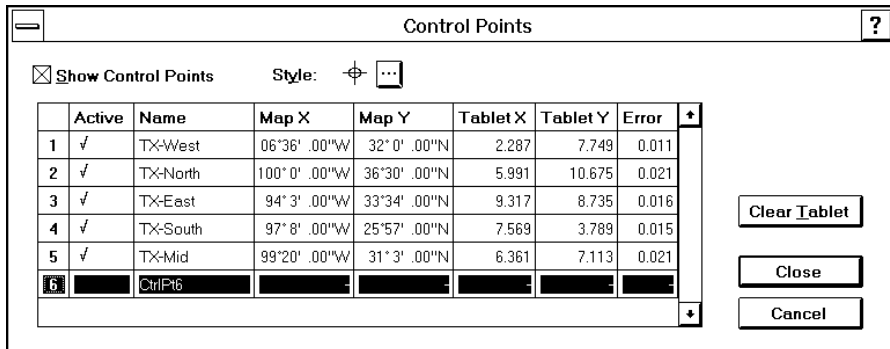 Control Points ?
Show Control Points Style: ...
Active Name Map X Map Y Tablet X Tablet Y Error
1 √ TX-West 06°36' .00"W 32° 0' .00"N 2.287 7.749 0.011
2 √ TX-North 100° 0' .00"W 36°30' .00"N 5.991 10.675 0.021
3 √ TX-East 94° 3' .00"W 33°34' .00"N 9.317 8.735 0.016
4 √ TX-South 97° 8' .00"W 25°57' .00"N 7.569 3.789 0.015
5 √ TX-Mid 99°20' .00"W 31° 3' .00"N 6.361 7.113 0.021
6 CtrlPt6 - - - - -
Clear Tablet
Close
Cancel